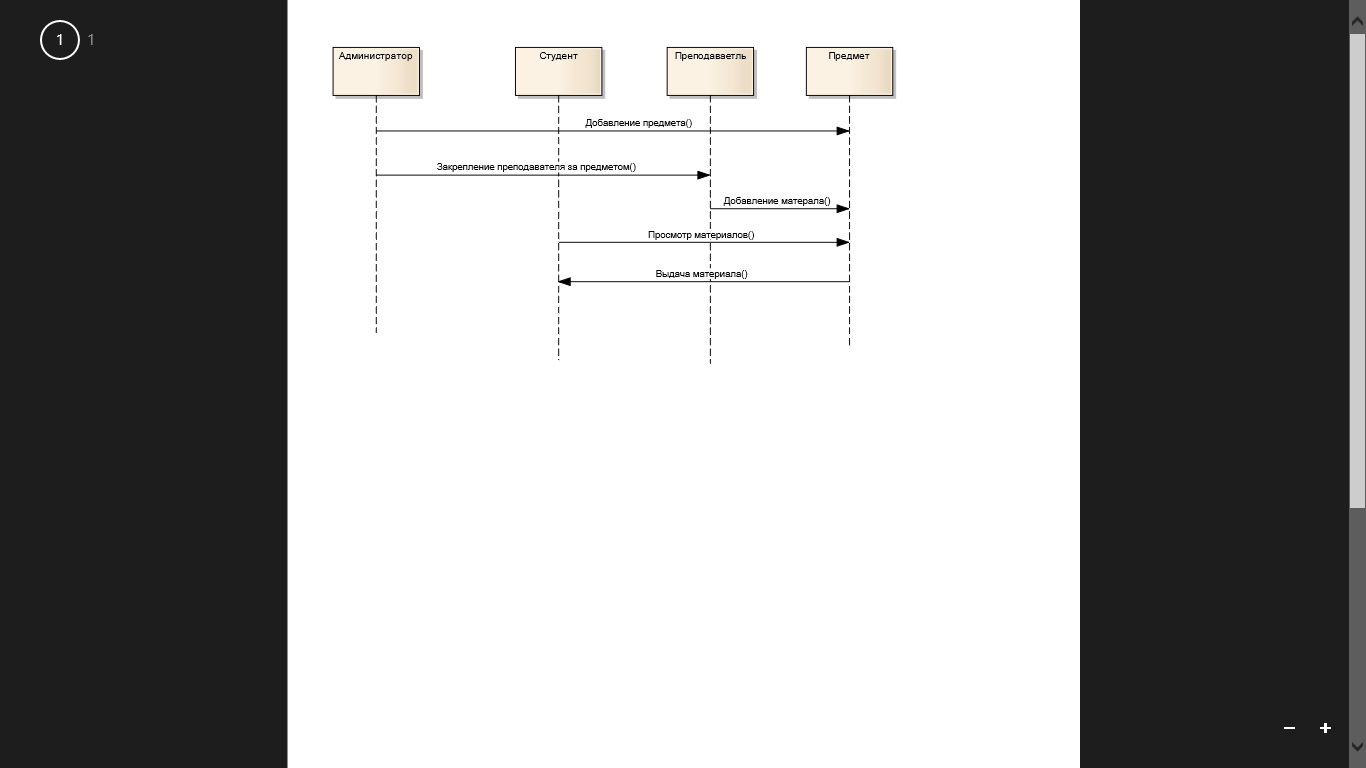 1 1
Администратор Студент Преподаваетль Предмет
Добавление предмета()
Закрепление преподавателя за предметом()
Добавление матерала()
Просмотр материалов()
Выдача материала()